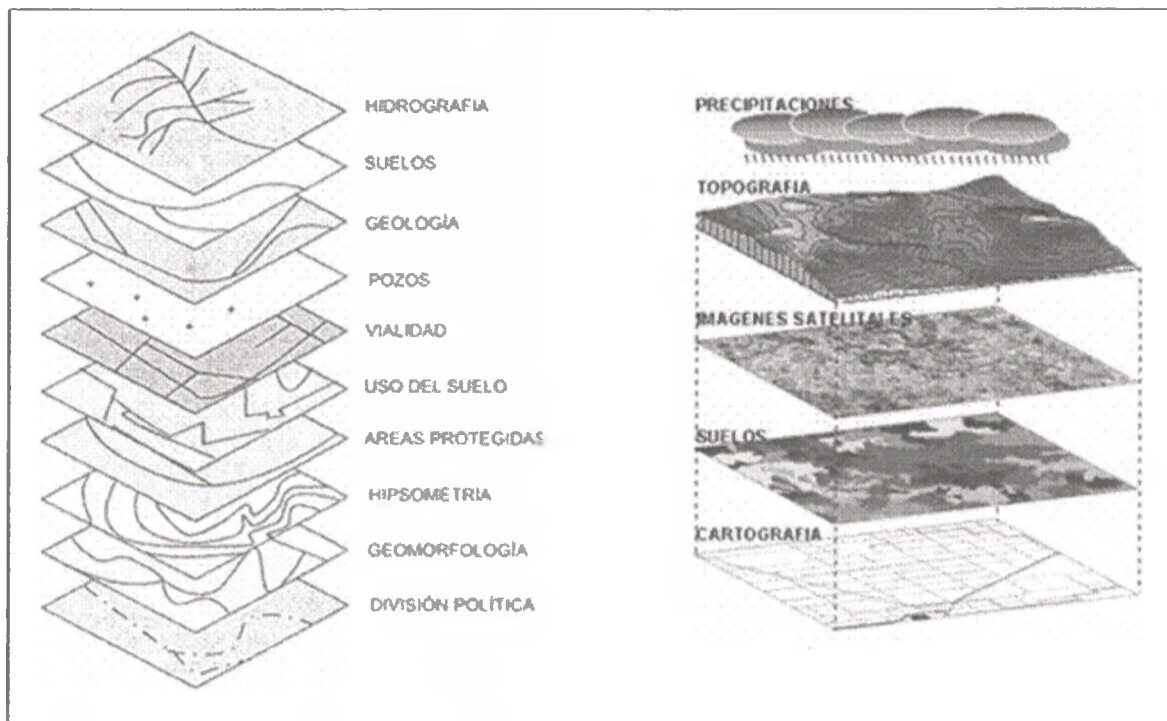 HIDROGRAFIA
SUELOS
GEOLOGÍA
POZOS
VIALIDAD
USO DEL SUELO
AREAS PROTEGIDAS
HIPSOMETRÍA
GEOMORFOLOGÍA
DIVISIÓN POLÍTICA
PRECIPITACIONES
TOPOGRAFIA
IMAGENES SATELITALES
SUELOS
CARTOGRAFIA